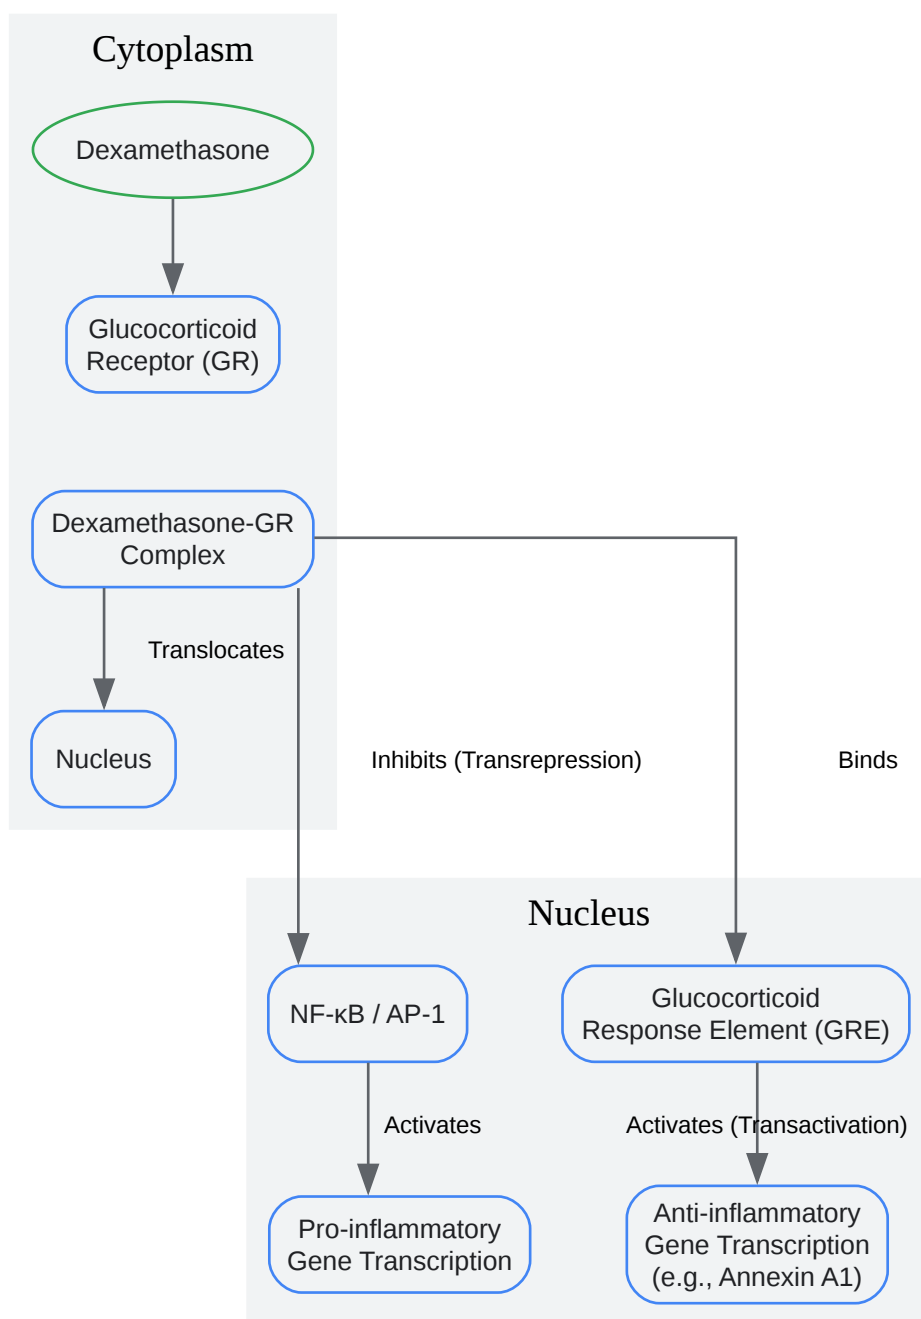 Cytoplasm
Dexamethasone
Glucocorticoid
Receptor (GR)
Dexamethasone-GR
Complex
Translocates
Nucleus
Inhibits (Transrepression)
Binds
Nucleus
NF-κB / AP-1
Glucocorticoid
Response Element (GRE)
Activates
Activates (Transactivation)
Pro-inflammatory
Gene Transcription
Anti-inflammatory
Gene Transcription
(e.g., Annexin A1)